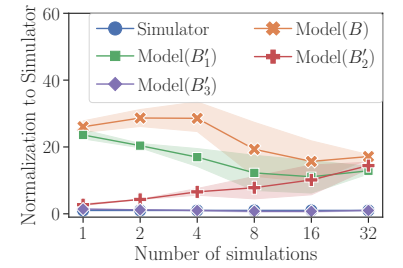 Normalization to Simulator
60
40
20
0
Simulator
Model(B)
Model(B′₁)
Model(B′₂)
Model(B′₃)
1 2 4 8 16 32
Number of simulations